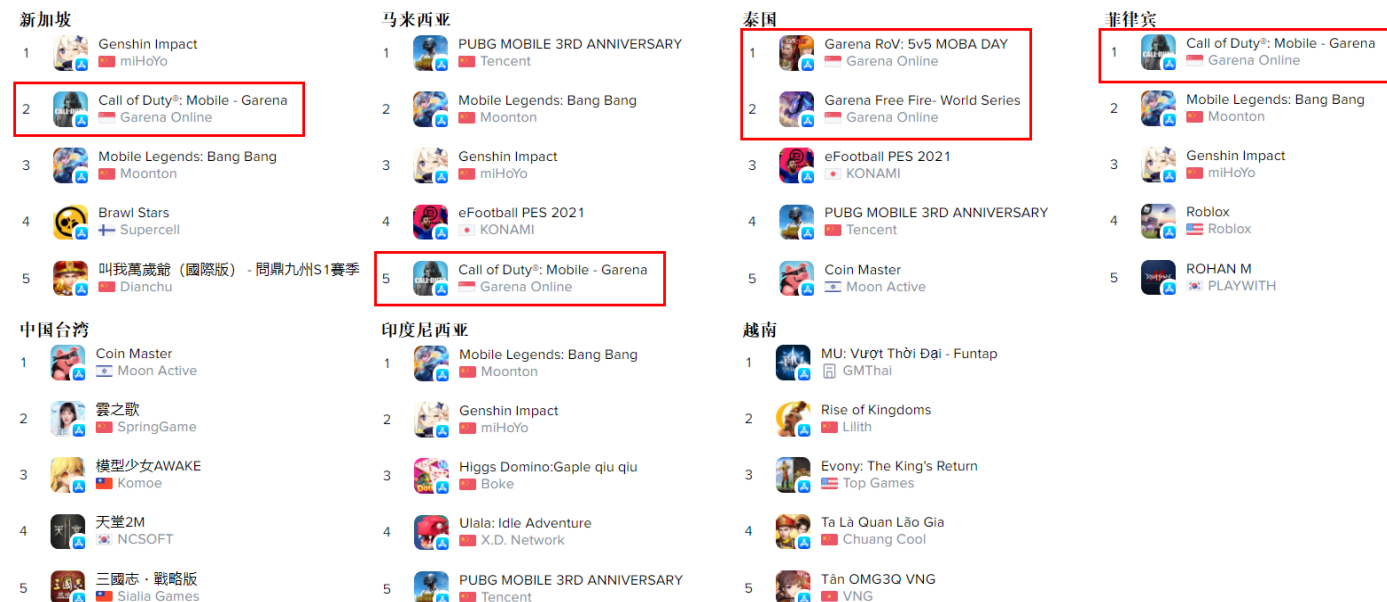 新加坡
1
Genshin Impact
miHoYo
2
Call of Duty®: Mobile - Garena
Garena Online
3
Mobile Legends: Bang Bang
Moonton
4
Brawl Stars
Supercell
5
叫我萬歲爺（國際版） - 問鼎九州S1賽季
Dianchu
马来西亚
1
PUBG MOBILE 3RD ANNIVERSARY
Tencent
2
Mobile Legends: Bang Bang
Moonton
3
Genshin Impact
miHoYo
4
eFootball PES 2021
KONAMI
5
Call of Duty®: Mobile - Garena
Garena Online
泰国
1
Garena RoV: 5v5 MOBA DAY
Garena Online
2
Garena Free Fire- World Series
Garena Online
3
eFootball PES 2021
KONAMI
4
PUBG MOBILE 3RD ANNIVERSARY
Tencent
5
Coin Master
Moon Active
菲律宾
1
Call of Duty®: Mobile - Garena
Garena Online
2
Mobile Legends: Bang Bang
Moonton
3
Genshin Impact
miHoYo
4
Roblox
Roblox
5
ROHAN M
PLAYWITH
中国台湾
1
Coin Master
Moon Active
2
雲之歌
SpringGame
3
模型少女AWAKE
Komoe
4
天堂2M
NCSOFT
5
三國志・戰略版
Sialia Games
印度尼西亚
1
Mobile Legends: Bang Bang
Moonton
2
Genshin Impact
miHoYo
3
Higgs Domino:Gaple qiu qiu
Boke
4
Ulala: Idle Adventure
X.D. Network
5
PUBG MOBILE 3RD ANNIVERSARY
Tencent
越南
1
MU: Vượt Thời Đại - Funtap
GMThai
2
Rise of Kingdoms
Lilith
3
Evony: The King's Return
Top Games
4
Ta Là Quan Lão Gia
Chuang Cool
5
Tân OMG3Q VNG
VNG